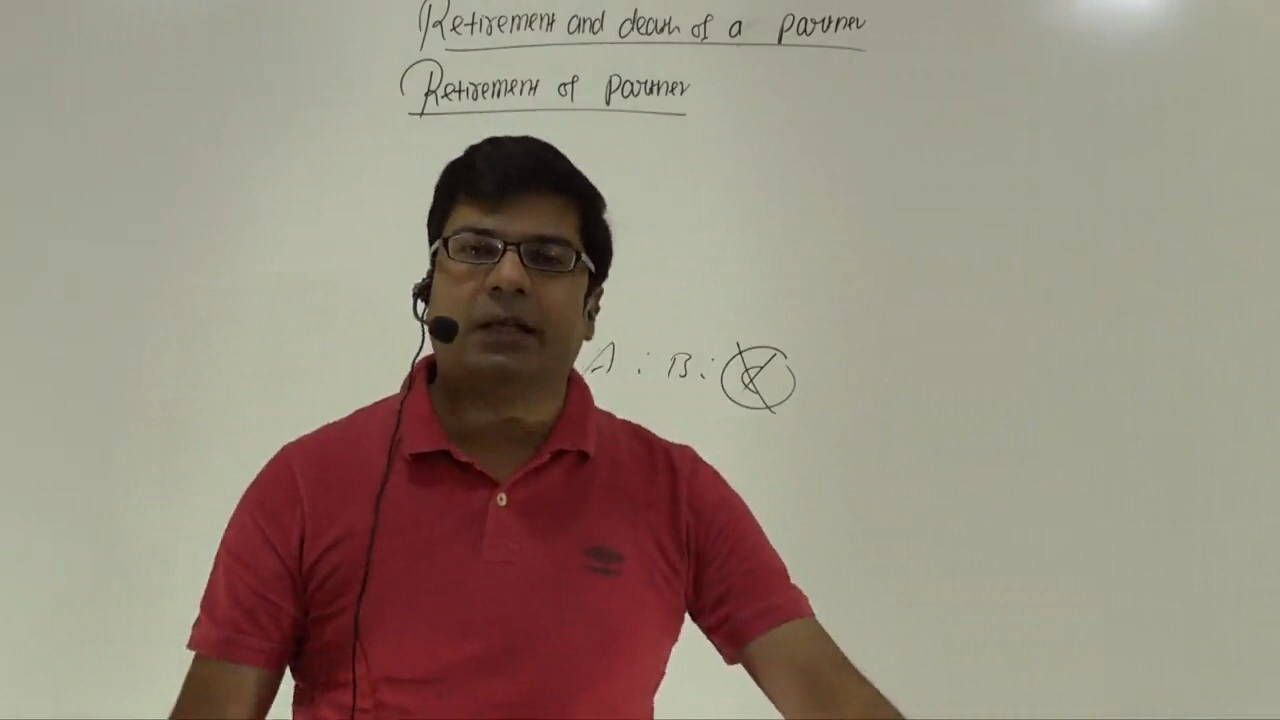 Retirement and death of a partner
Retirement of partner
A : B : C